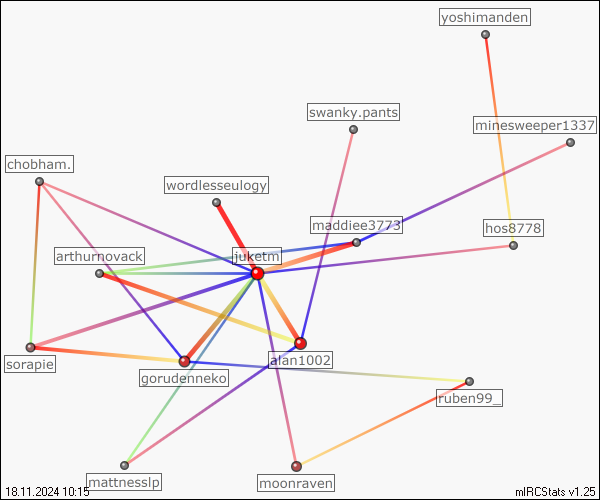 yoshimanden
swanky.pants
minesweeper1337
chobham.
wordlesseulogy
maddiee3773
hos8778
arthurnovack
juketm
sorapie
alan1002
gorudenneko
ruben99_
mattnesslp
moonraven
18.11.2024 10:15
mIRCStats v1.25